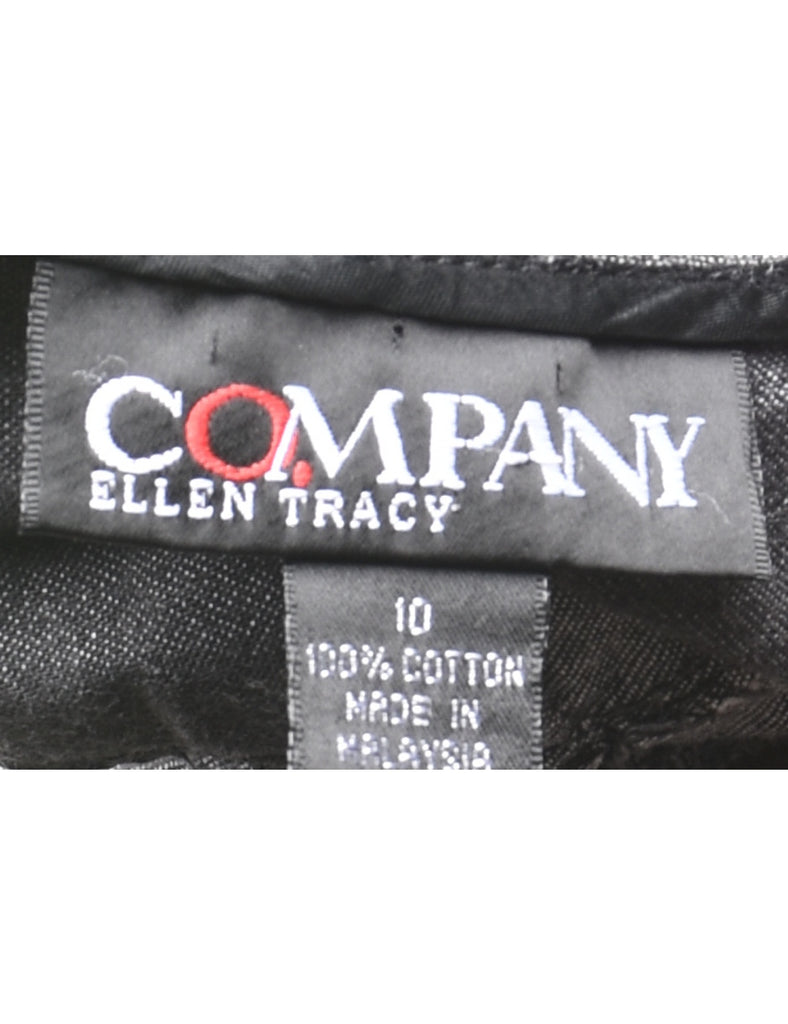 CO.MPANY
ELLEN TRACY
10
100% COTTON
MADE IN
MALAYSIA